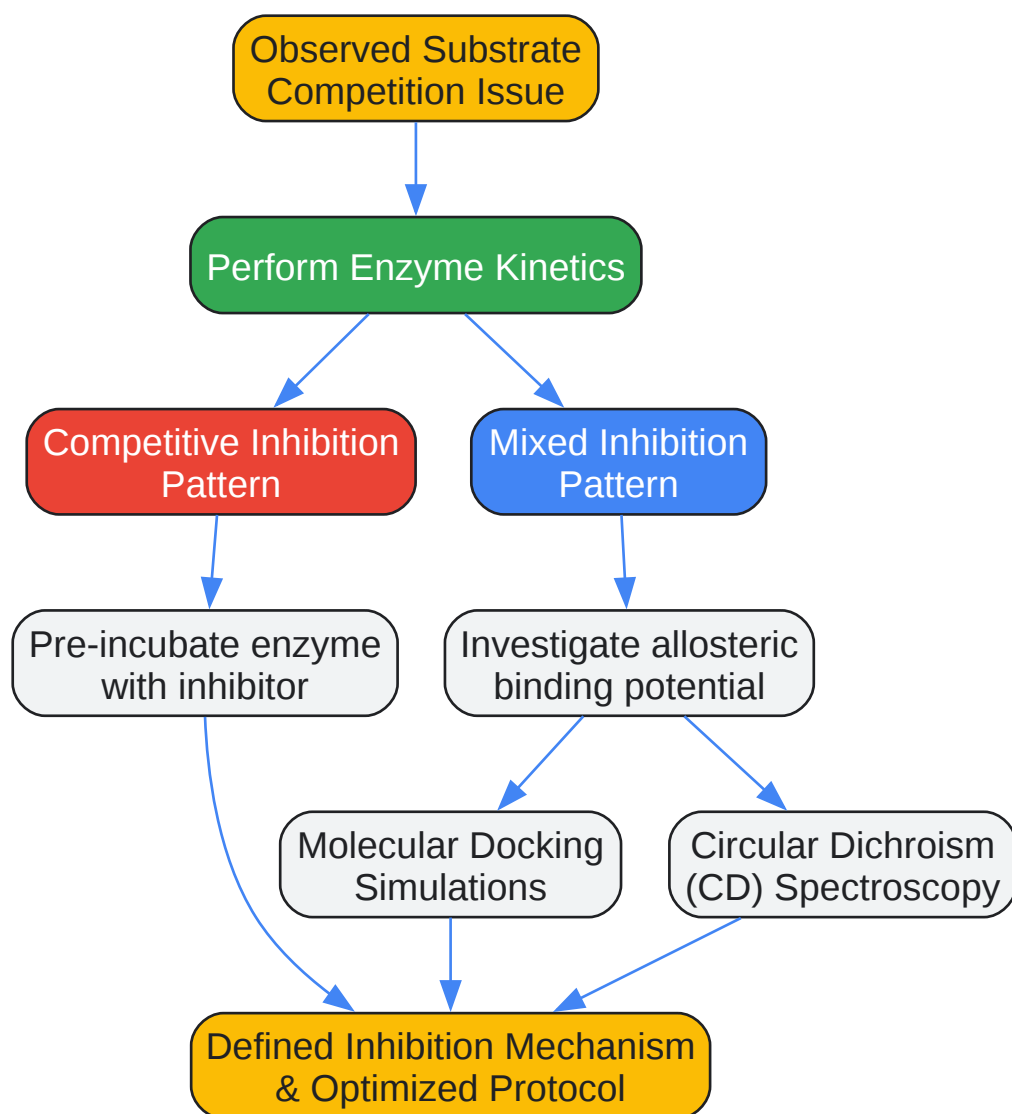 Observed Substrate
Competition Issue
Perform Enzyme Kinetics
Competitive Inhibition
Pattern
Mixed Inhibition
Pattern
Pre-incubate enzyme
with inhibitor
Investigate allosteric
binding potential
Molecular Docking
Simulations
Circular Dichroism
(CD) Spectroscopy
Defined Inhibition Mechanism
& Optimized Protocol